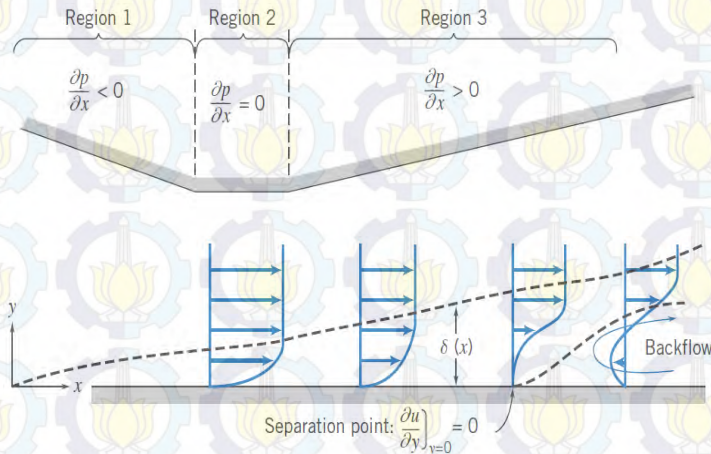 Region 1 Region 2 Region 3
∂p/∂x < 0
∂p/∂x = 0
∂p/∂x > 0
y
x
δ (x)
Backflow
Separation point: ∂u/∂y]y=0 = 0